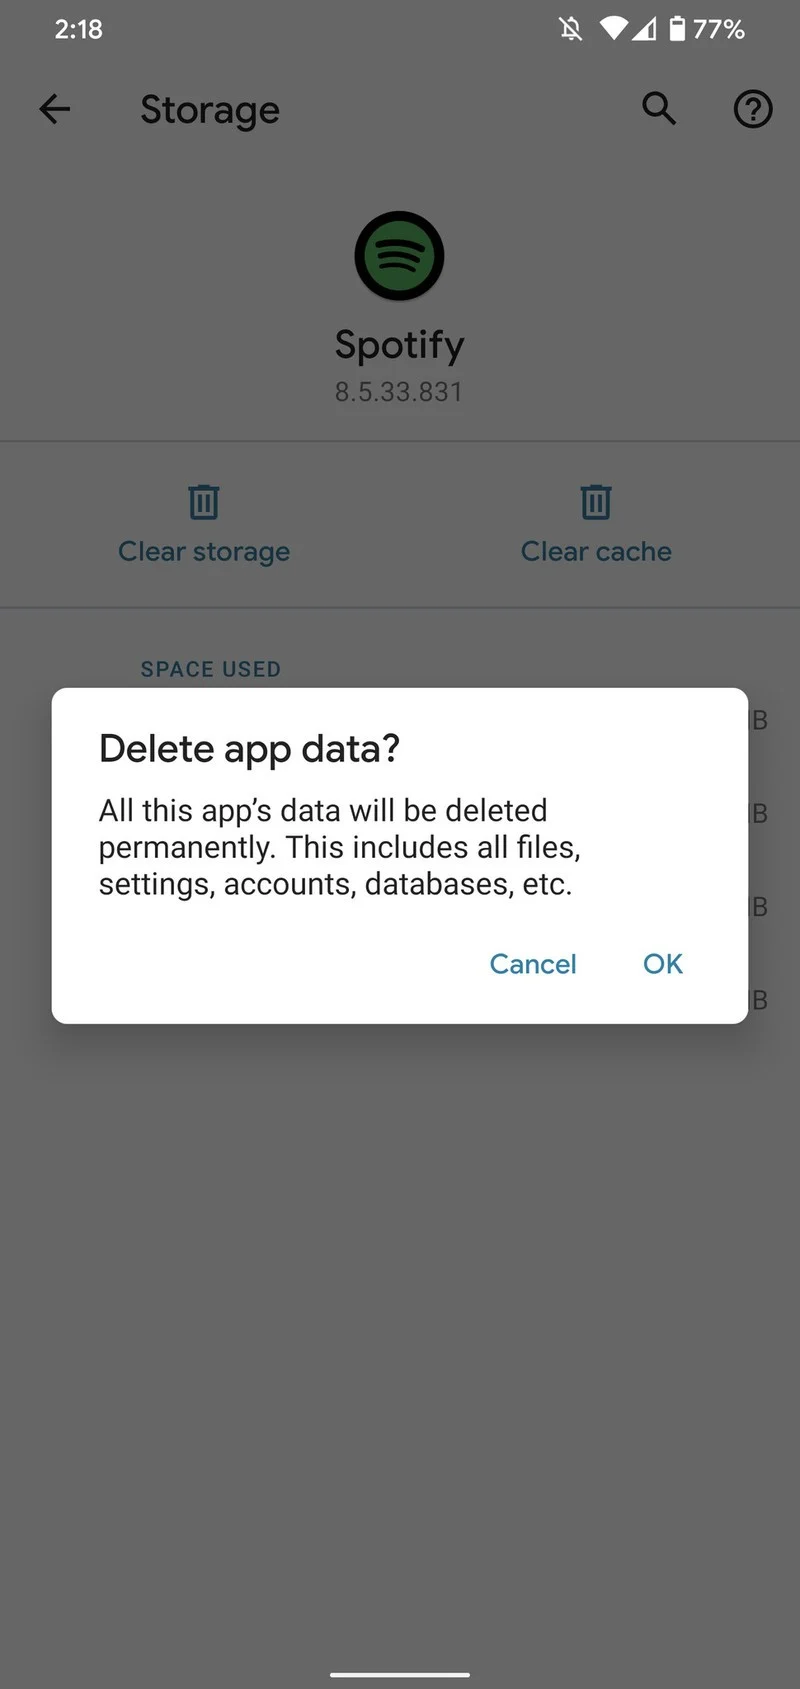 2:18 77%
Storage
Spotify
8.5.33.831
Clear storage Clear cache
SPACE USED
B
Delete app data?
All this app’s data will be deleted
B
permanently. This includes all files,
settings, accounts, databases, etc.
B
Cancel OK
B